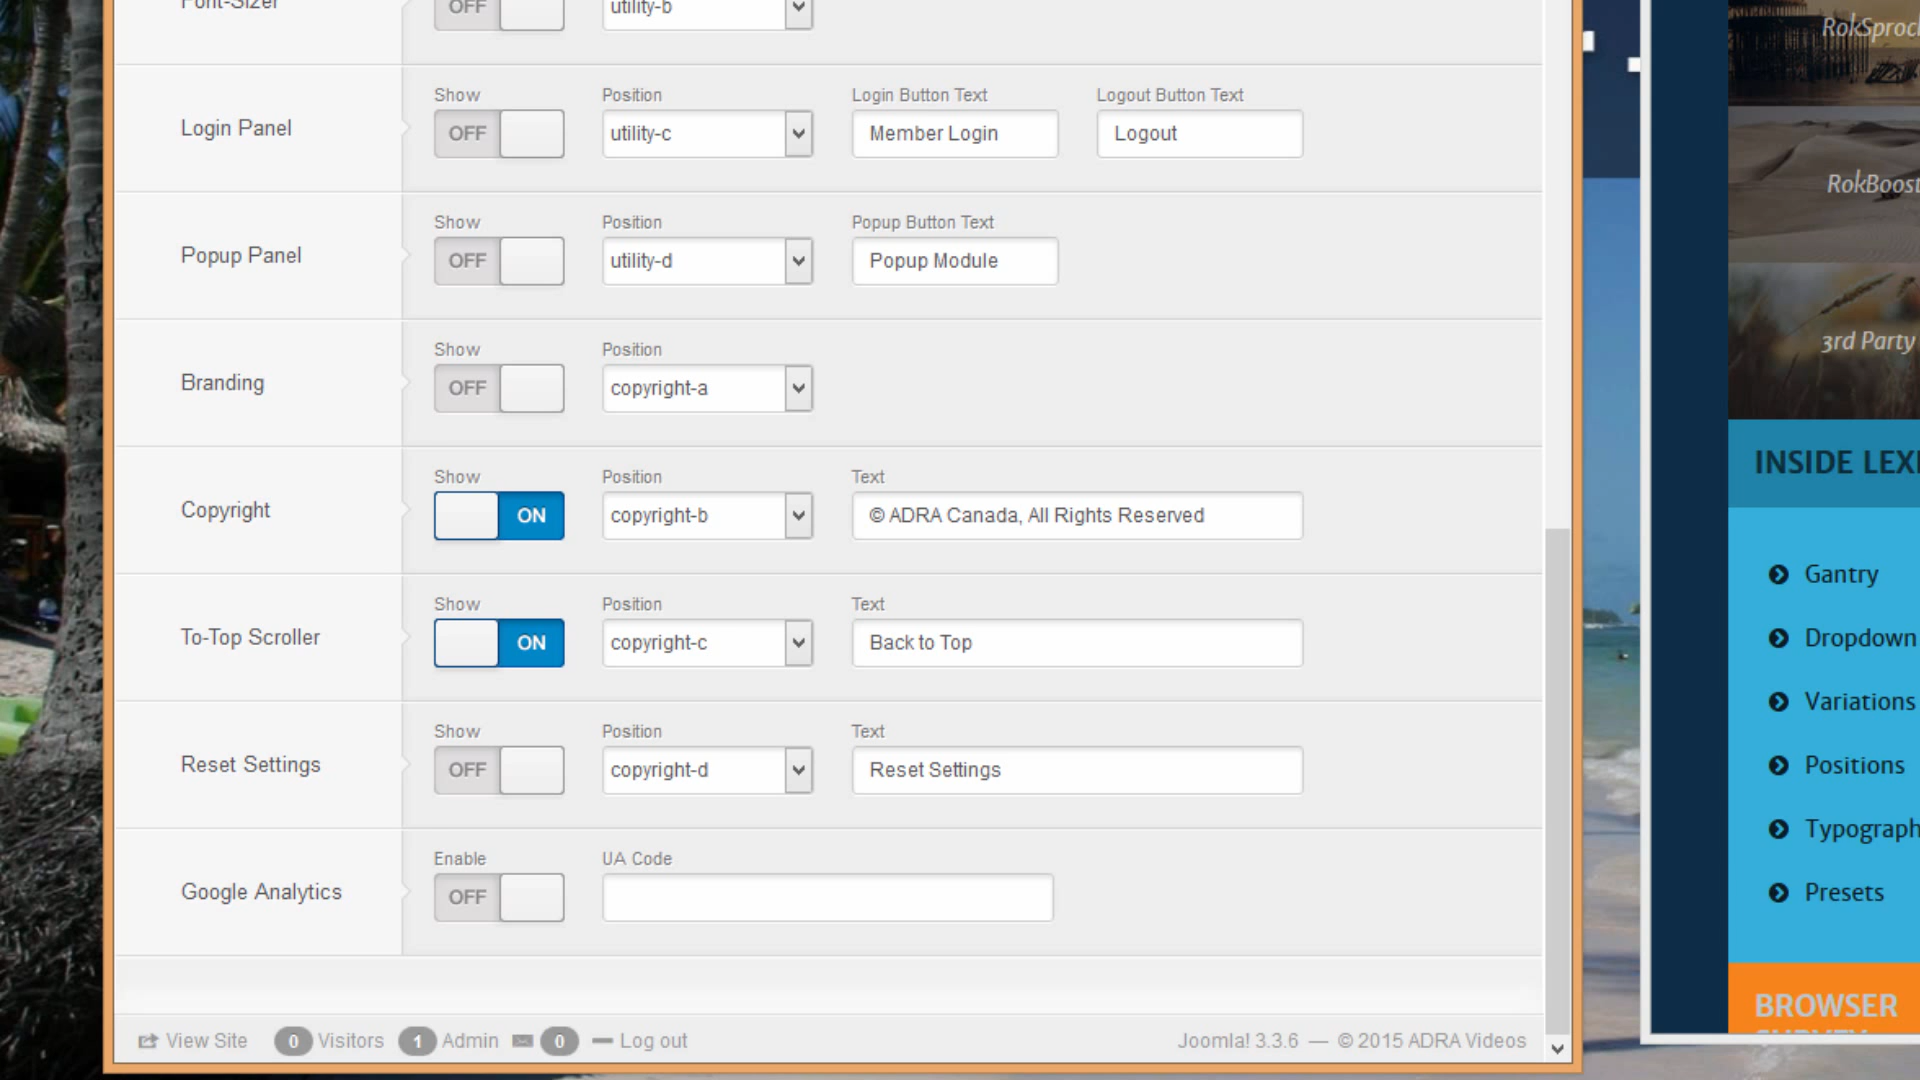 Font-Sizer
OFF
utility-b
Login Panel
Show
OFF
Position
utility-c
Login Button Text
Member Login
Logout Button Text
Logout
Popup Panel
Show
OFF
Position
utility-d
Popup Button Text
Popup Module
Branding
Show
OFF
Position
copyright-a
Copyright
Show
ON
Position
copyright-b
Text
© ADRA Canada, All Rights Reserved
To-Top Scroller
Show
ON
Position
copyright-c
Text
Back to Top
Reset Settings
Show
OFF
Position
copyright-d
Text
Reset Settings
Google Analytics
Enable
OFF
UA Code
View Site 0 Visitors 1 Admin 0 Log out
Joomla! 3.3.6 — © 2015 ADRA Videos
RokSproc
RokBoost
3rd Party
INSIDE LEX
Gantry
Dropdown
Variations
Positions
Typograph
Presets
BROWSER